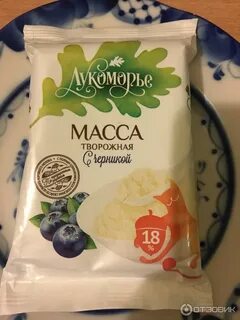 Лукоморье
МАССА
ТВОРОЖНАЯ
С черникой
18
%
ОТЗОВИК